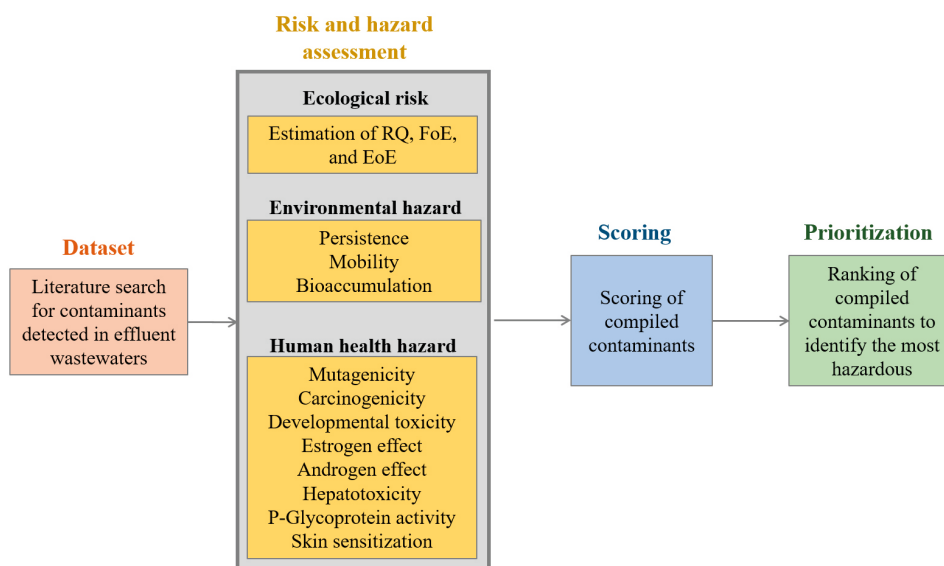 Risk and hazard
assessment
Ecological risk
Estimation of RQ, FoE,
and EoE
Environmental hazard
Persistence
Mobility
Bioaccumulation
Human health hazard
Mutagenicity
Carcinogenicity
Developmental toxicity
Estrogen effect
Androgen effect
Hepatotoxicity
P-Glycoprotein activity
Skin sensitization
Dataset
Literature search
for contaminants
detected in effluent
wastewaters
Scoring
Scoring of
compiled
contaminants
Prioritization
Ranking of
compiled
contaminants to
identify the most
hazardous